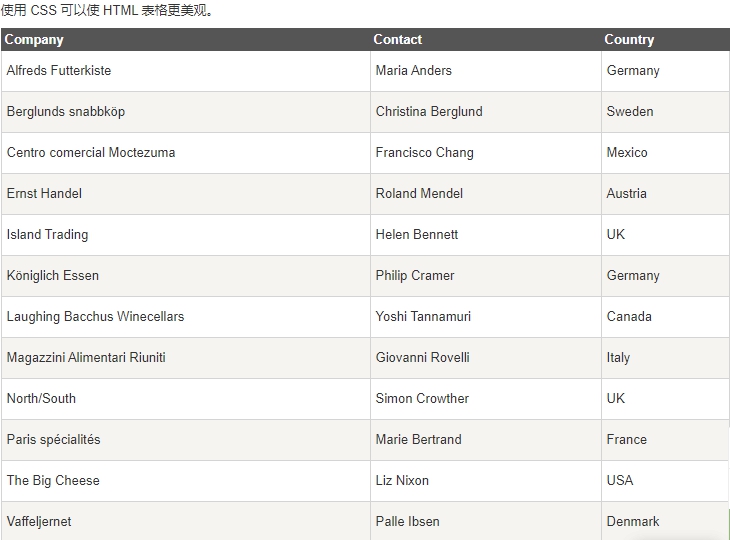 使用 CSS 可以使 HTML 表格更美观。
Company Contact Country
Alfreds Futterkiste Maria Anders Germany
Berglunds snabbköp Christina Berglund Sweden
Centro comercial Moctezuma Francisco Chang Mexico
Ernst Handel Roland Mendel Austria
Island Trading Helen Bennett UK
Königlich Essen Philip Cramer Germany
Laughing Bacchus Winecellars Yoshi Tannamuri Canada
Magazzini Alimentari Riuniti Giovanni Rovelli Italy
North/South Simon Crowther UK
Paris spécialités Marie Bertrand France
The Big Cheese Liz Nixon USA
Vaffeljernet Palle Ibsen Denmark